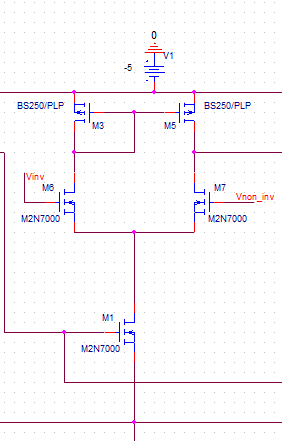 0
V1
-5
BS250/PLP
BS250/PLP
M3
M5
Vinv
M6
M7
Vnon_inv
M2N7000
M2N7000
M1
M2N7000